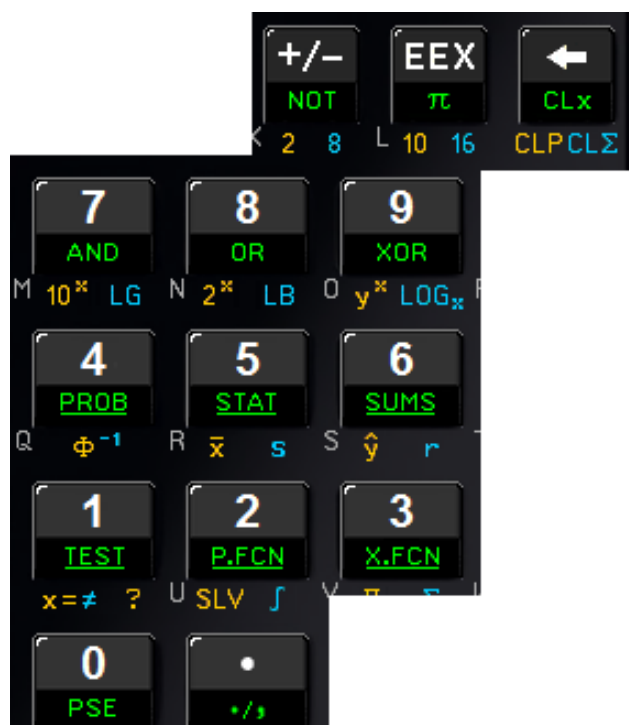 +/- EEX ←
NOT π CLx
K 2 8 L 10 16 CLP CLΣ
7 8 9
AND OR XOR
M 10ˣ LG N 2ˣ LB O yˣ LOGₓ
4 5 6
PROB STAT SUMS
Q Φ⁻¹ R x̄ s S ŷ r
1 2 3
TEST P.FCN X.FCN
x=≠ ? U SLV ∫ V π Σ
0 .
PSE ./,